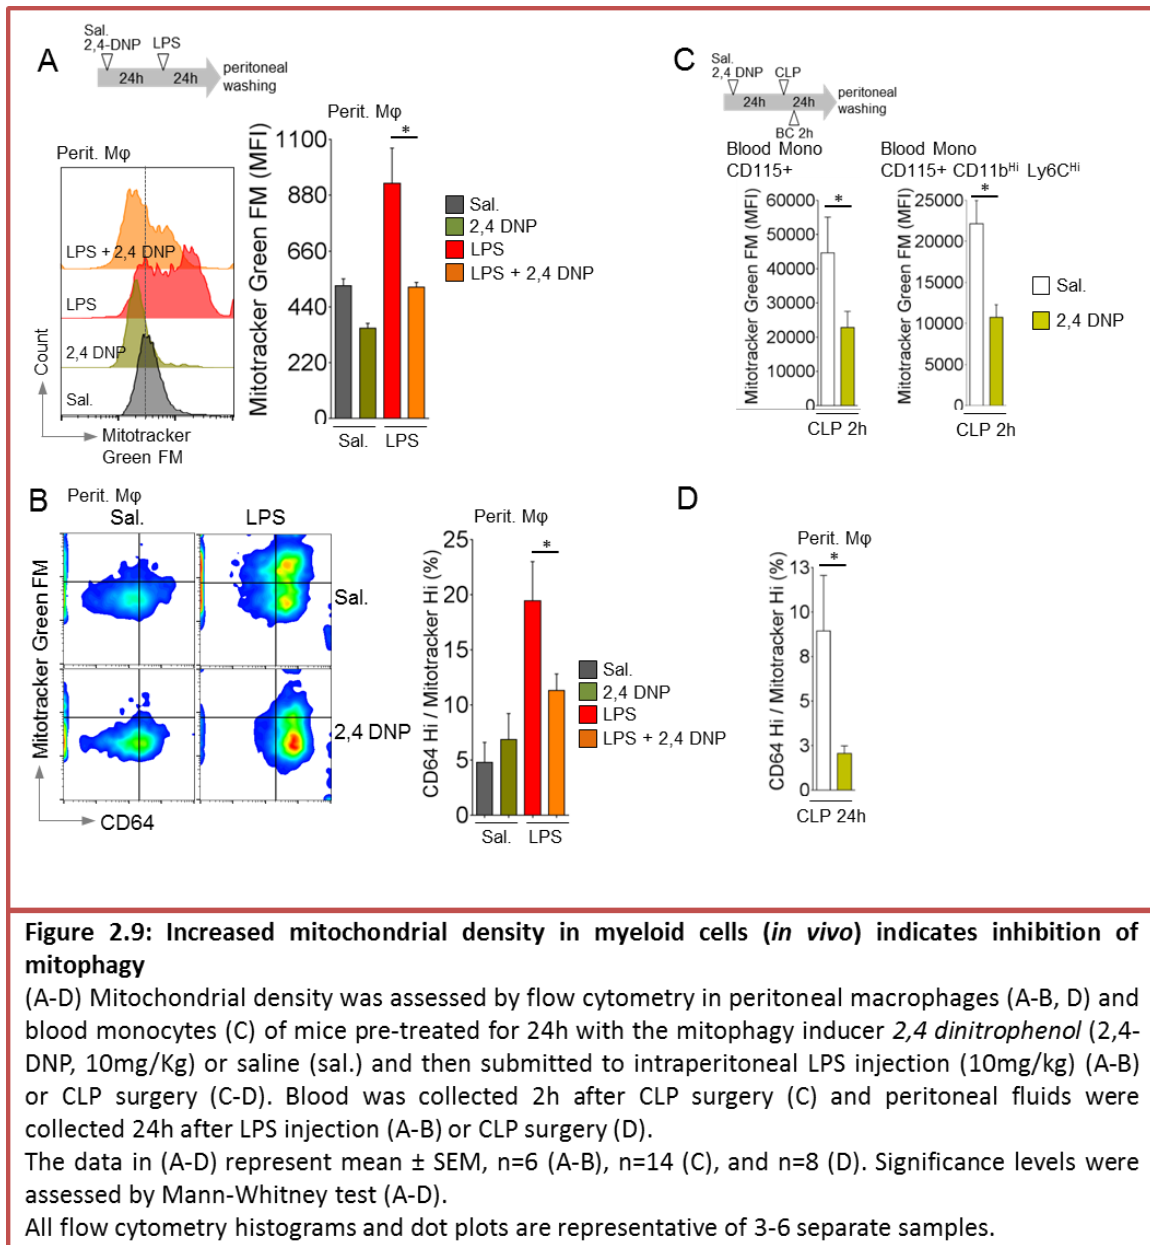 A
Sal.
2,4-DNP
LPS
24h
24h
peritoneal
washing
Perit. Mφ
LPS + 2,4 DNP
LPS
2,4 DNP
Sal.
Count
Mitotracker
Green FM
Perit. Mφ
Mitotracker Green FM (MFI)
1100
880
660
440
220
0
*
Sal.
LPS
Sal.
2,4 DNP
LPS
LPS + 2,4 DNP
C
Sal.
2,4 DNP
CLP
24h
24h
BC 2h
peritoneal
washing
Blood Mono
CD115+
Mitotracker Green FM (MFI)
60000
50000
40000
30000
20000
10000
0
*
CLP 2h
Blood Mono
CD115+ CD11bHi Ly6CHi
Mitotracker Green FM (MFI)
25000
20000
15000
10000
5000
0
*
CLP 2h
Sal.
2,4 DNP
B
Perit. Mφ
Sal.
LPS
Sal.
2,4 DNP
Mitotracker Green FM
CD64
Perit. Mφ
CD64 Hi / Mitotracker Hi (%)
25
20
15
10
5
0
*
Sal.
LPS
Sal.
2,4 DNP
LPS
LPS + 2,4 DNP
D
Perit. Mφ
CD64 Hi / Mitotracker Hi (%)
13
10
8
5
3
0
*
CLP 24h
Figure 2.9: Increased mitochondrial density in myeloid cells (in vivo) indicates inhibition of
mitophagy
(A-D) Mitochondrial density was assessed by flow cytometry in peritoneal macrophages (A-B, D) and
blood monocytes (C) of mice pre-treated for 24h with the mitophagy inducer 2,4 dinitrophenol (2,4-
DNP, 10mg/Kg) or saline (sal.) and then submitted to intraperitoneal LPS injection (10mg/kg) (A-B)
or CLP surgery (C-D). Blood was collected 2h after CLP surgery (C) and peritoneal fluids were
collected 24h after LPS injection (A-B) or CLP surgery (D).
The data in (A-D) represent mean ± SEM, n=6 (A-B), n=14 (C), and n=8 (D). Significance levels were
assessed by Mann-Whitney test (A-D).
All flow cytometry histograms and dot plots are representative of 3-6 separate samples.